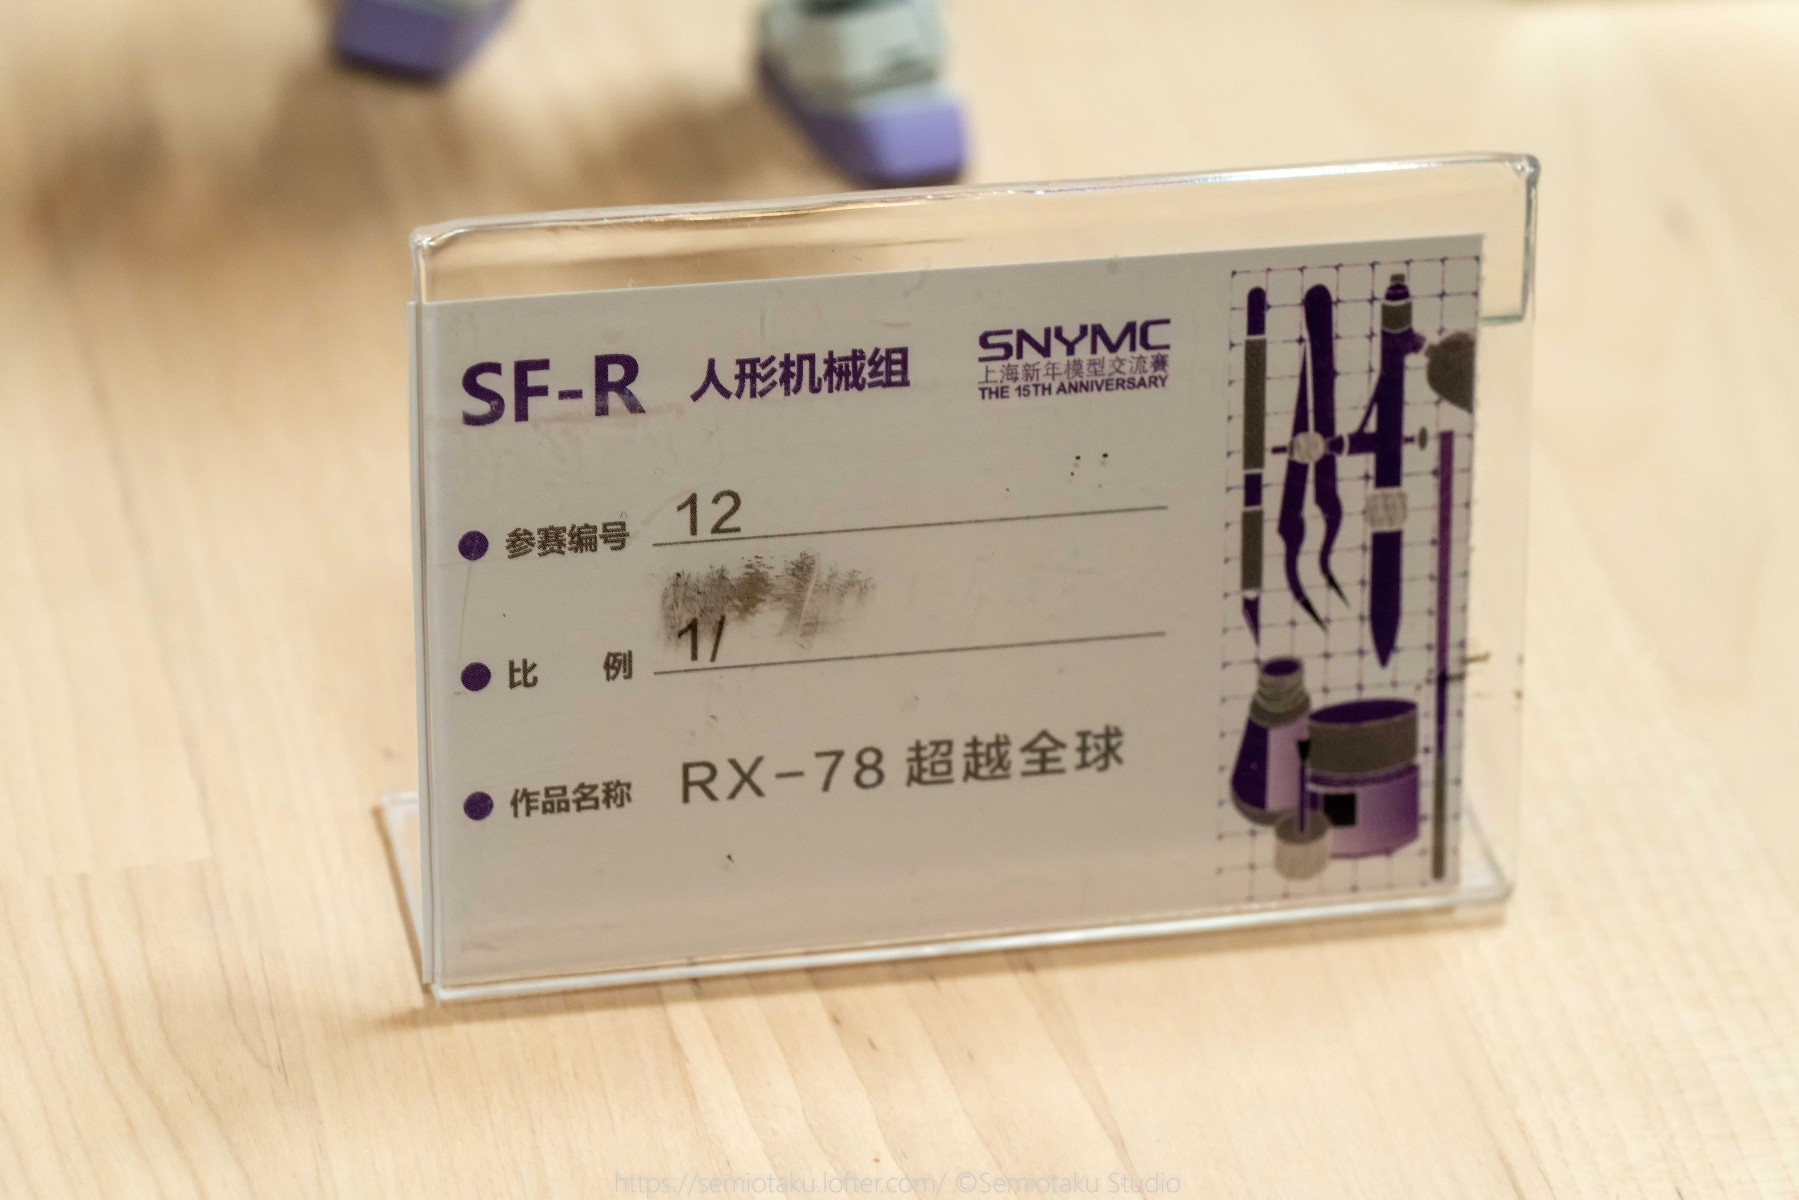 SF-R 人形机械组
SNYMC
上海新年模型交流赛
THE 15TH ANNIVERSARY
参赛编号 12
比 例 1/
作品名称 RX-78 超越全球
https://semiotaku.lofter.com/ ©Semiotaku Studio